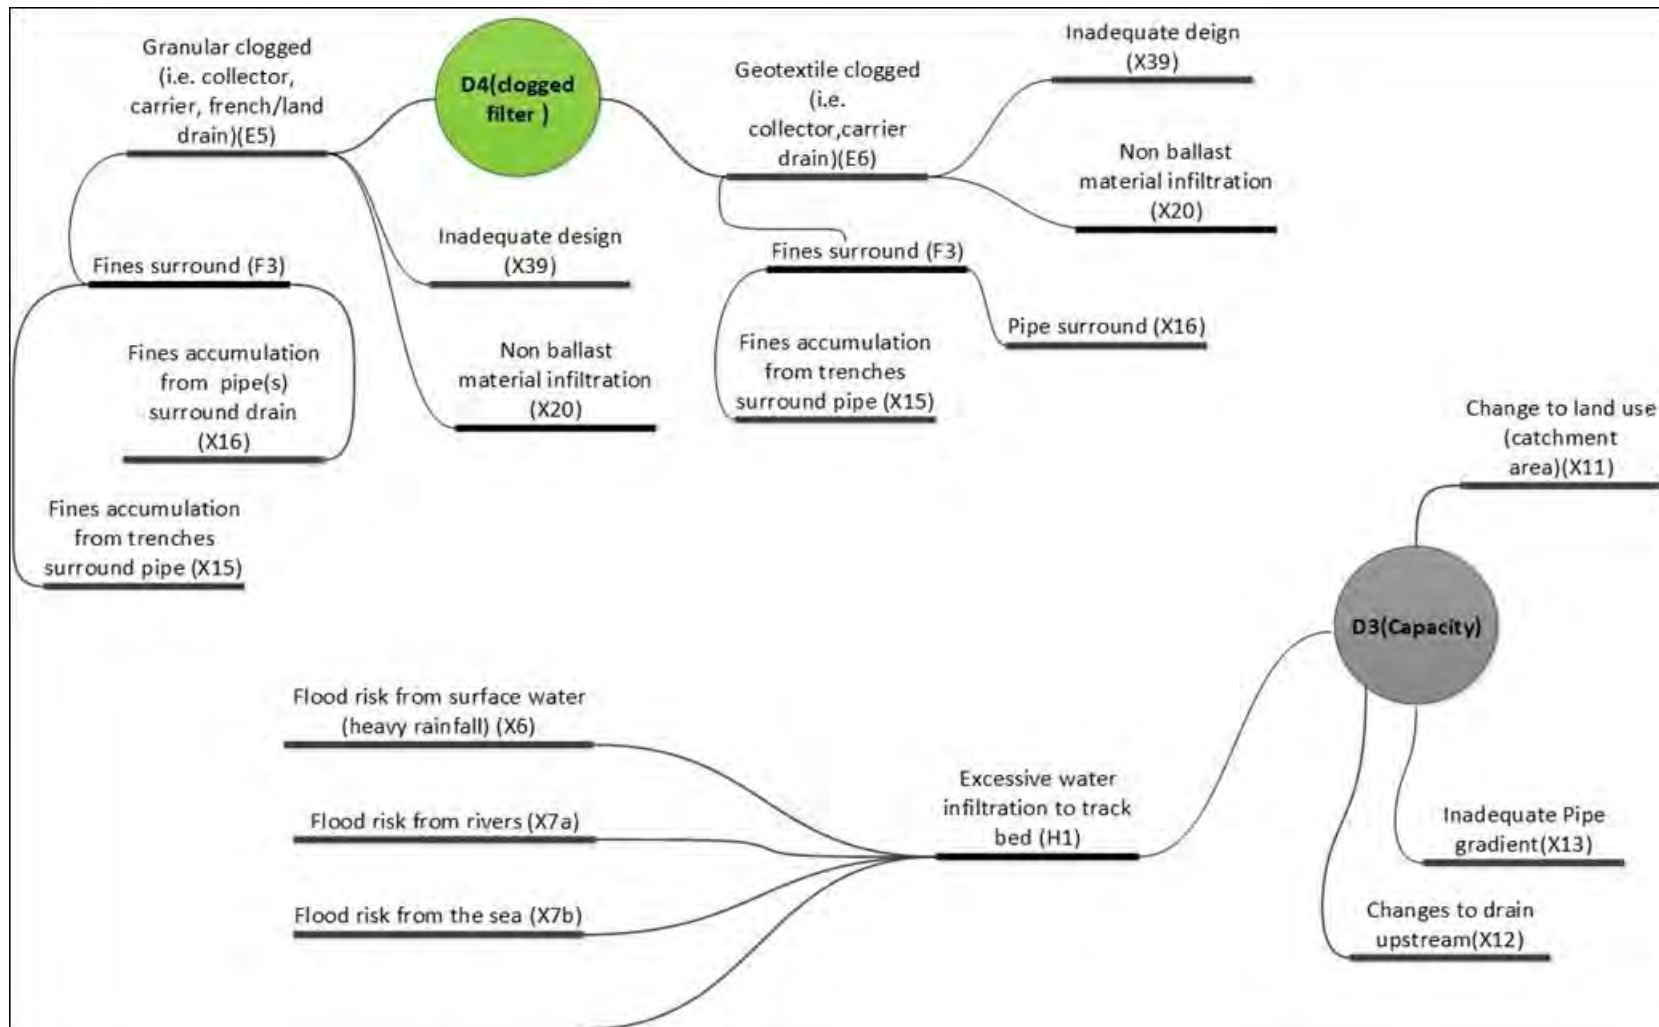 Granular clogged
(i.e. collector,
carrier, french/land
drain)(E5)
D4(clogged
filter )
Geotextile clogged
(i.e.
collector,carrier
drain)(E6)
Inadequate deign
(X39)
Non ballast
material infiltration
(X20)
Fines surround (F3)
Inadequate design
(X39)
Fines surround (F3)
Pipe surround (X16)
Fines accumulation
from pipe(s)
surround drain
(X16)
Non ballast
material infiltration
(X20)
Fines accumulation
from trenches
surround pipe (X15)
Fines accumulation
from trenches
surround pipe (X15)
Change to land use
(catchment
area)(X11)
D3(Capacity)
Flood risk from surface water
(heavy rainfall) (X6)
Flood risk from rivers (X7a)
Flood risk from the sea (X7b)
Excessive water
infiltration to track
bed (H1)
Inadequate Pipe
gradient(X13)
Changes to drain
upstream(X12)